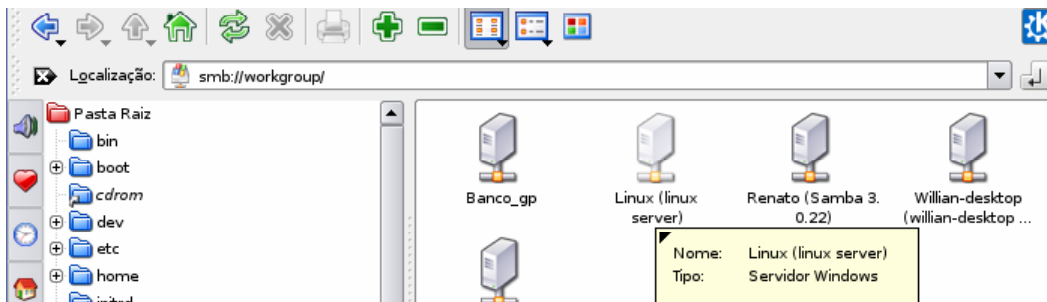 Localização: smb://workgroup/
Pasta Raiz
bin
boot
cdrom
dev
etc
home
initrd
Banco_gp
Linux (linux
server)
Renato (Samba 3.
0.22)
Willian-desktop
(willian-desktop ...
Nome: Linux (linux server)
Tipo: Servidor Windows